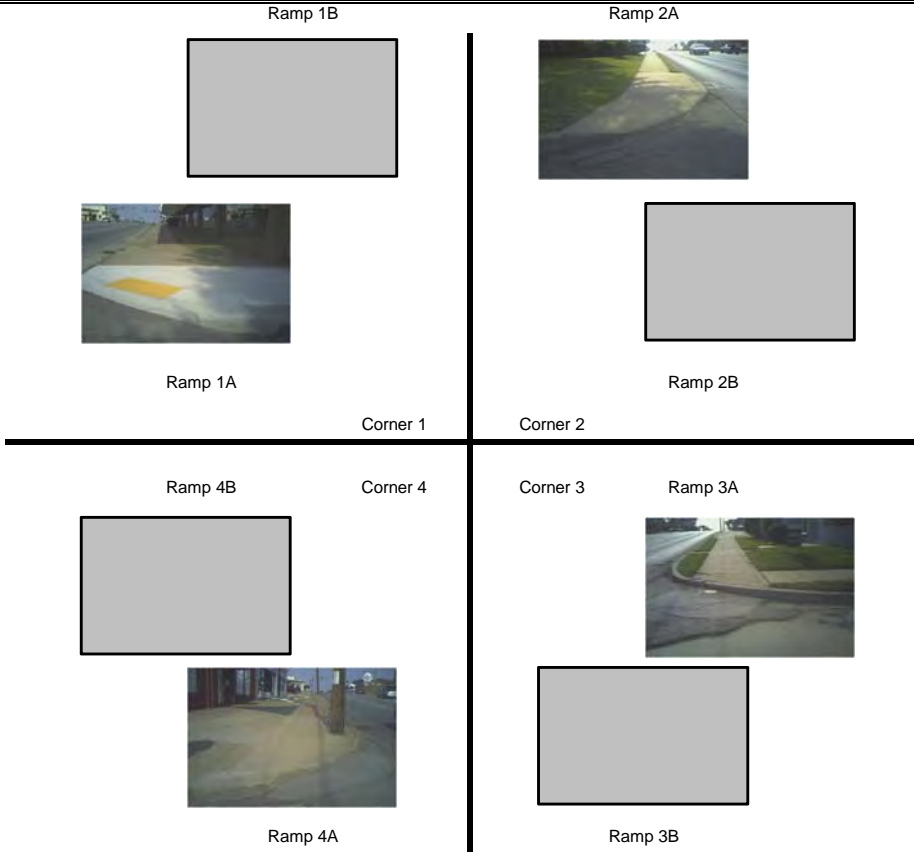 Ramp 1B
Ramp 2A
Ramp 1A
Ramp 2B
Corner 1
Corner 2
Ramp 4B
Corner 4
Corner 3
Ramp 3A
Ramp 4A
Ramp 3B